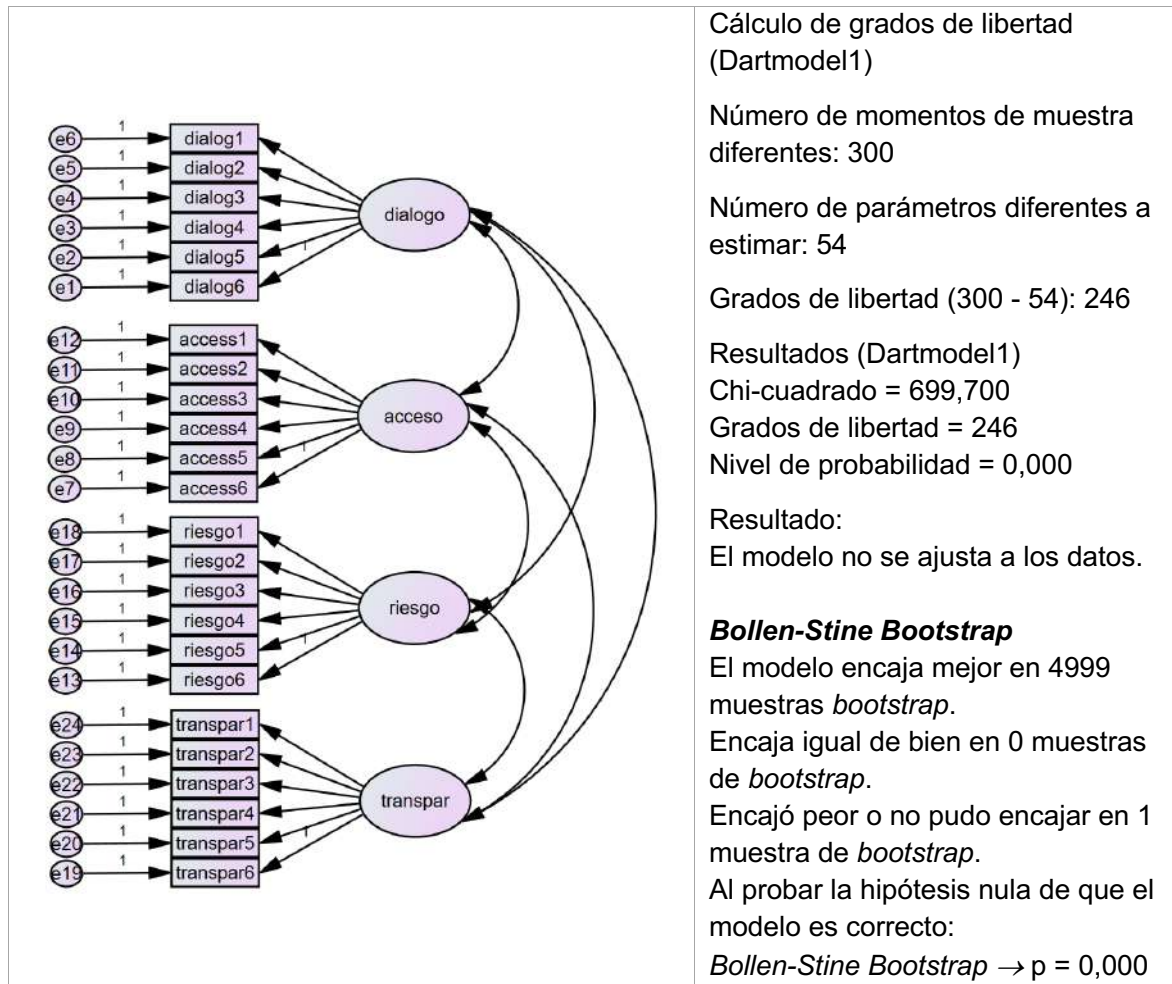 e6 1 dialog1
e5 1 dialog2
e4 1 dialog3
e3 1 dialog4
e2 1 dialog5 1
e1 1 dialog6
dialogo
e12 1 access1
e11 1 access2
e10 1 access3
e9 1 access4
e8 1 access5 1
e7 1 access6
acceso
e18 1 riesgo1
e17 1 riesgo2
e16 1 riesgo3
e15 1 riesgo4
e14 1 riesgo5 1
e13 1 riesgo6
riesgo
e24 1 transpar1
e23 1 transpar2
e22 1 transpar3
e21 1 transpar4
e20 1 transpar5 1
e19 1 transpar6
transpar
Cálculo de grados de libertad
(Dartmodel1)
Número de momentos de muestra
diferentes: 300
Número de parámetros diferentes a
estimar: 54
Grados de libertad (300 - 54): 246
Resultados (Dartmodel1)
Chi-cuadrado = 699,700
Grados de libertad = 246
Nivel de probabilidad = 0,000
Resultado:
El modelo no se ajusta a los datos.
Bollen-Stine Bootstrap
El modelo encaja mejor en 4999
muestras bootstrap.
Encaja igual de bien en 0 muestras
de bootstrap.
Encajó peor o no pudo encajar en 1
muestra de bootstrap.
Al probar la hipótesis nula de que el
modelo es correcto:
Bollen-Stine Bootstrap → p = 0,000